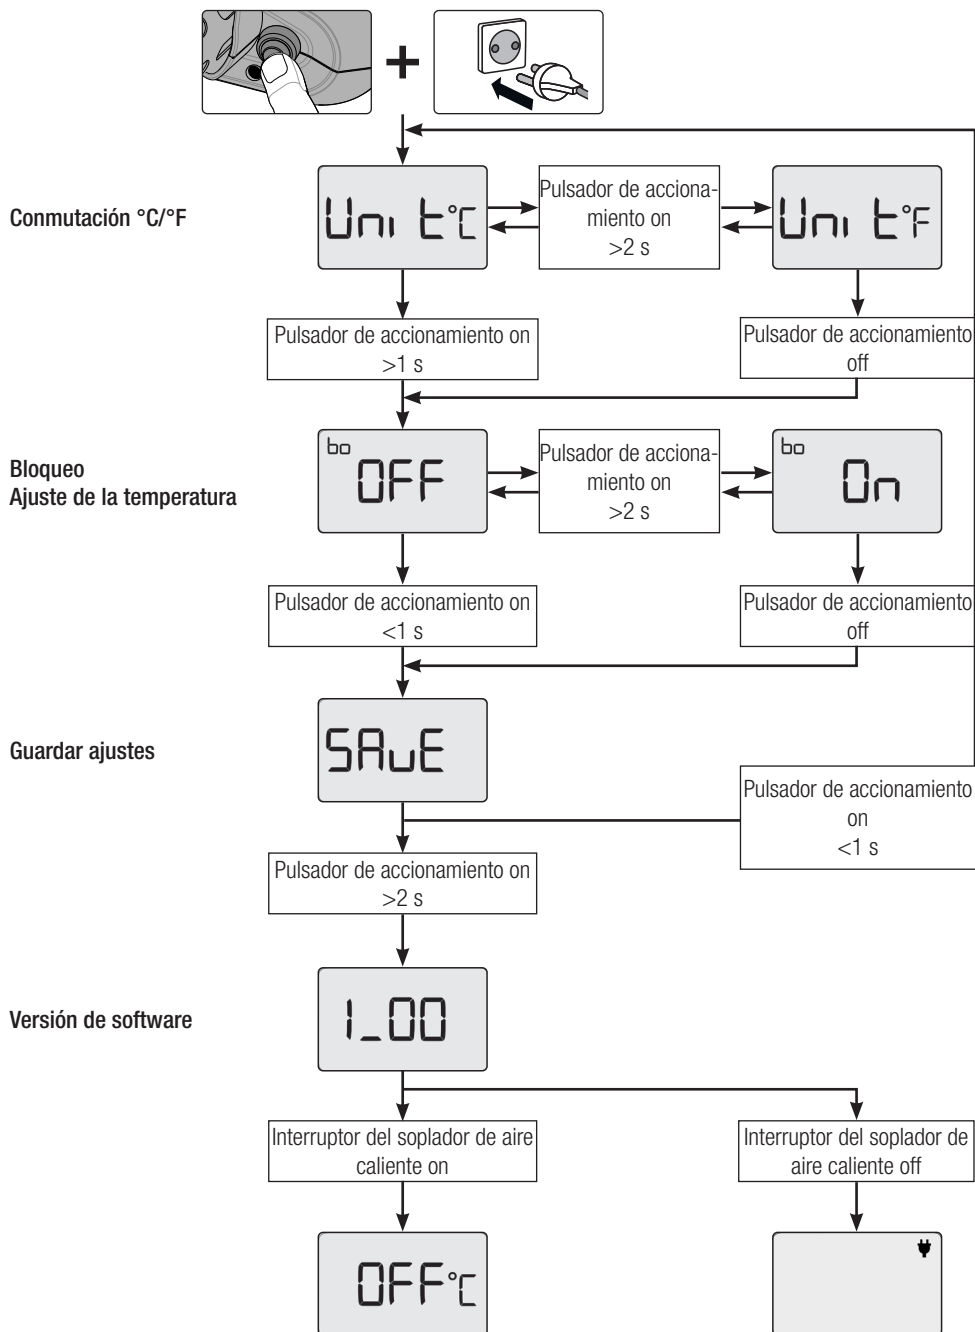 Conmutación °C/°F
Unit°C
Pulsador de acciona-
miento on
>2 s
Unit°F
Pulsador de accionamiento on
>1 s
Pulsador de accionamiento
off
Bloqueo
Ajuste de la temperatura
bo
OFF
Pulsador de acciona-
miento on
>2 s
bo
On
Pulsador de accionamiento on
<1 s
Pulsador de accionamiento
off
Guardar ajustes
SAvE
Pulsador de accionamiento
on
<1 s
Pulsador de accionamiento on
>2 s
Versión de software
1_00
Interruptor del soplador de aire
caliente on
Interruptor del soplador de
aire caliente off
OFF°C